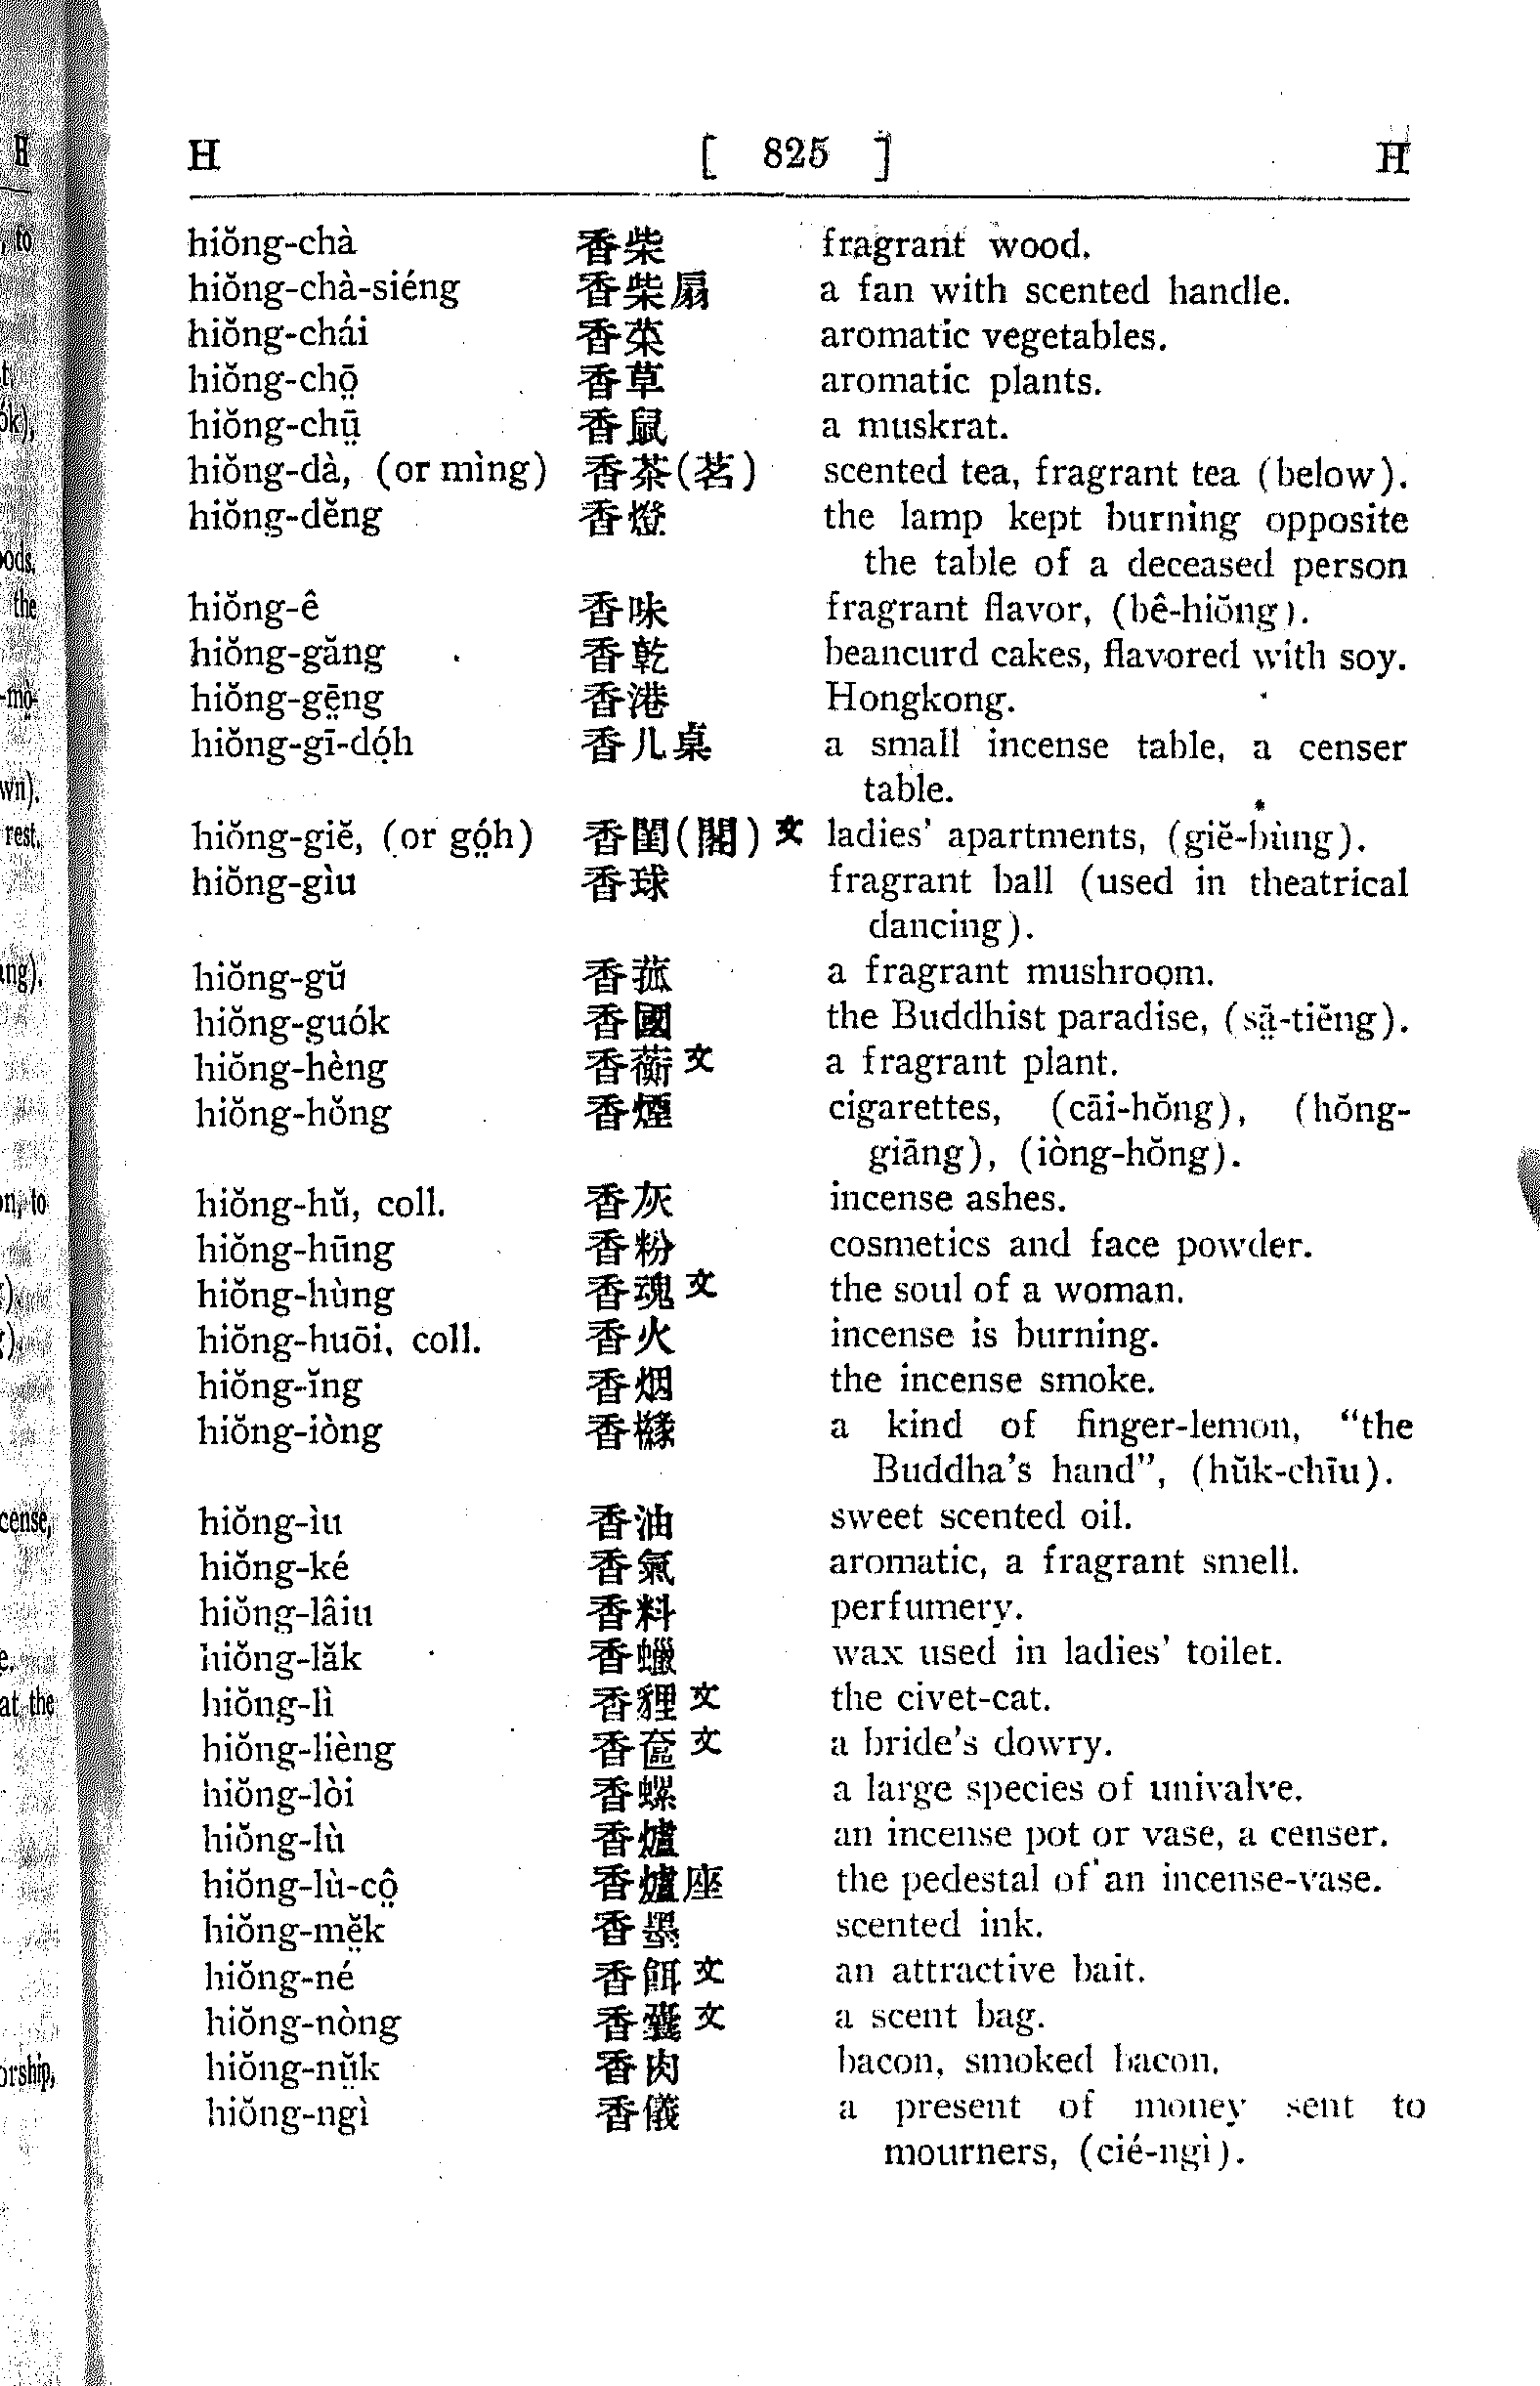 H [ 825 ] H
hiŏng-chà 香柴 fragrant wood.
hiŏng-chà-siéng 香柴扇 a fan with scented handle.
hiŏng-chái 香菜 aromatic vegetables.
hiŏng-chō̤ 香草 aromatic plants.
hiŏng-chṳ̄ 香鼠 a muskrat.
hiŏng-dà, (or mìng) 香茶(茗) scented tea, fragrant tea (below).
hiŏng-dĕng 香燈 the lamp kept burning opposite
the table of a deceased person
hiŏng-ê 香味 fragrant flavor, (bê-hiŏng).
hiŏng-găng 香乾 beancurd cakes, flavored with soy.
hiŏng-gē̤ng 香港 Hongkong.
hiŏng-gī-dó̤h 香儿桌 a small incense table, a censer
table.
hiŏng-giĕ, (or gó̤h) 香閨(閣)文 ladies' apartments, (giĕ-bùng).
hiŏng-gìu 香球 fragrant ball (used in theatrical
dancing).
hiŏng-gŭ 香菰 a fragrant mushroom.
hiŏng-guók 香國 the Buddhist paradise, (să̤-tiĕng).
hiŏng-hèng 香蘅文 a fragrant plant.
hiŏng-hŏng 香煙 cigarettes, (cāi-hŏng), (hŏng-
giāng), (iòng-hŏng).
hiŏng-hŭ, coll. 香灰 incense ashes.
hiŏng-hūng 香粉 cosmetics and face powder.
hiŏng-hùng 香魂文 the soul of a woman.
hiŏng-huōi, coll. 香火 incense is burning.
hiŏng-ĭng 香烟 the incense smoke.
hiŏng-iòng 香櫞 a kind of finger-lemon, "the
Buddha's hand", (hŭk-chīu).
hiŏng-ìu 香油 sweet scented oil.
hiŏng-ké 香氣 aromatic, a fragrant smell.
hiŏng-lâiu 香料 perfumery.
hiŏng-lăk 香蠟 wax used in ladies' toilet.
hiŏng-lì 香貍文 the civet-cat.
hiŏng-lièng 香奩文 a bride's dowry.
hiŏng-lòi 香螺 a large species of univalve.
hiŏng-lù 香爐 an incense pot or vase, a censer.
hiŏng-lù-cô̤ 香爐座 the pedestal of an incense-vase.
hiŏng-mĕ̤k 香墨 scented ink.
hiŏng-né 香餌文 an attractive bait.
hiŏng-nòng 香囊文 a scent bag.
hiŏng-nṳ̆k 香肉 bacon, smoked bacon.
hiŏng-ngì 香儀 a present of money sent to
mourners, (cié-ngì).